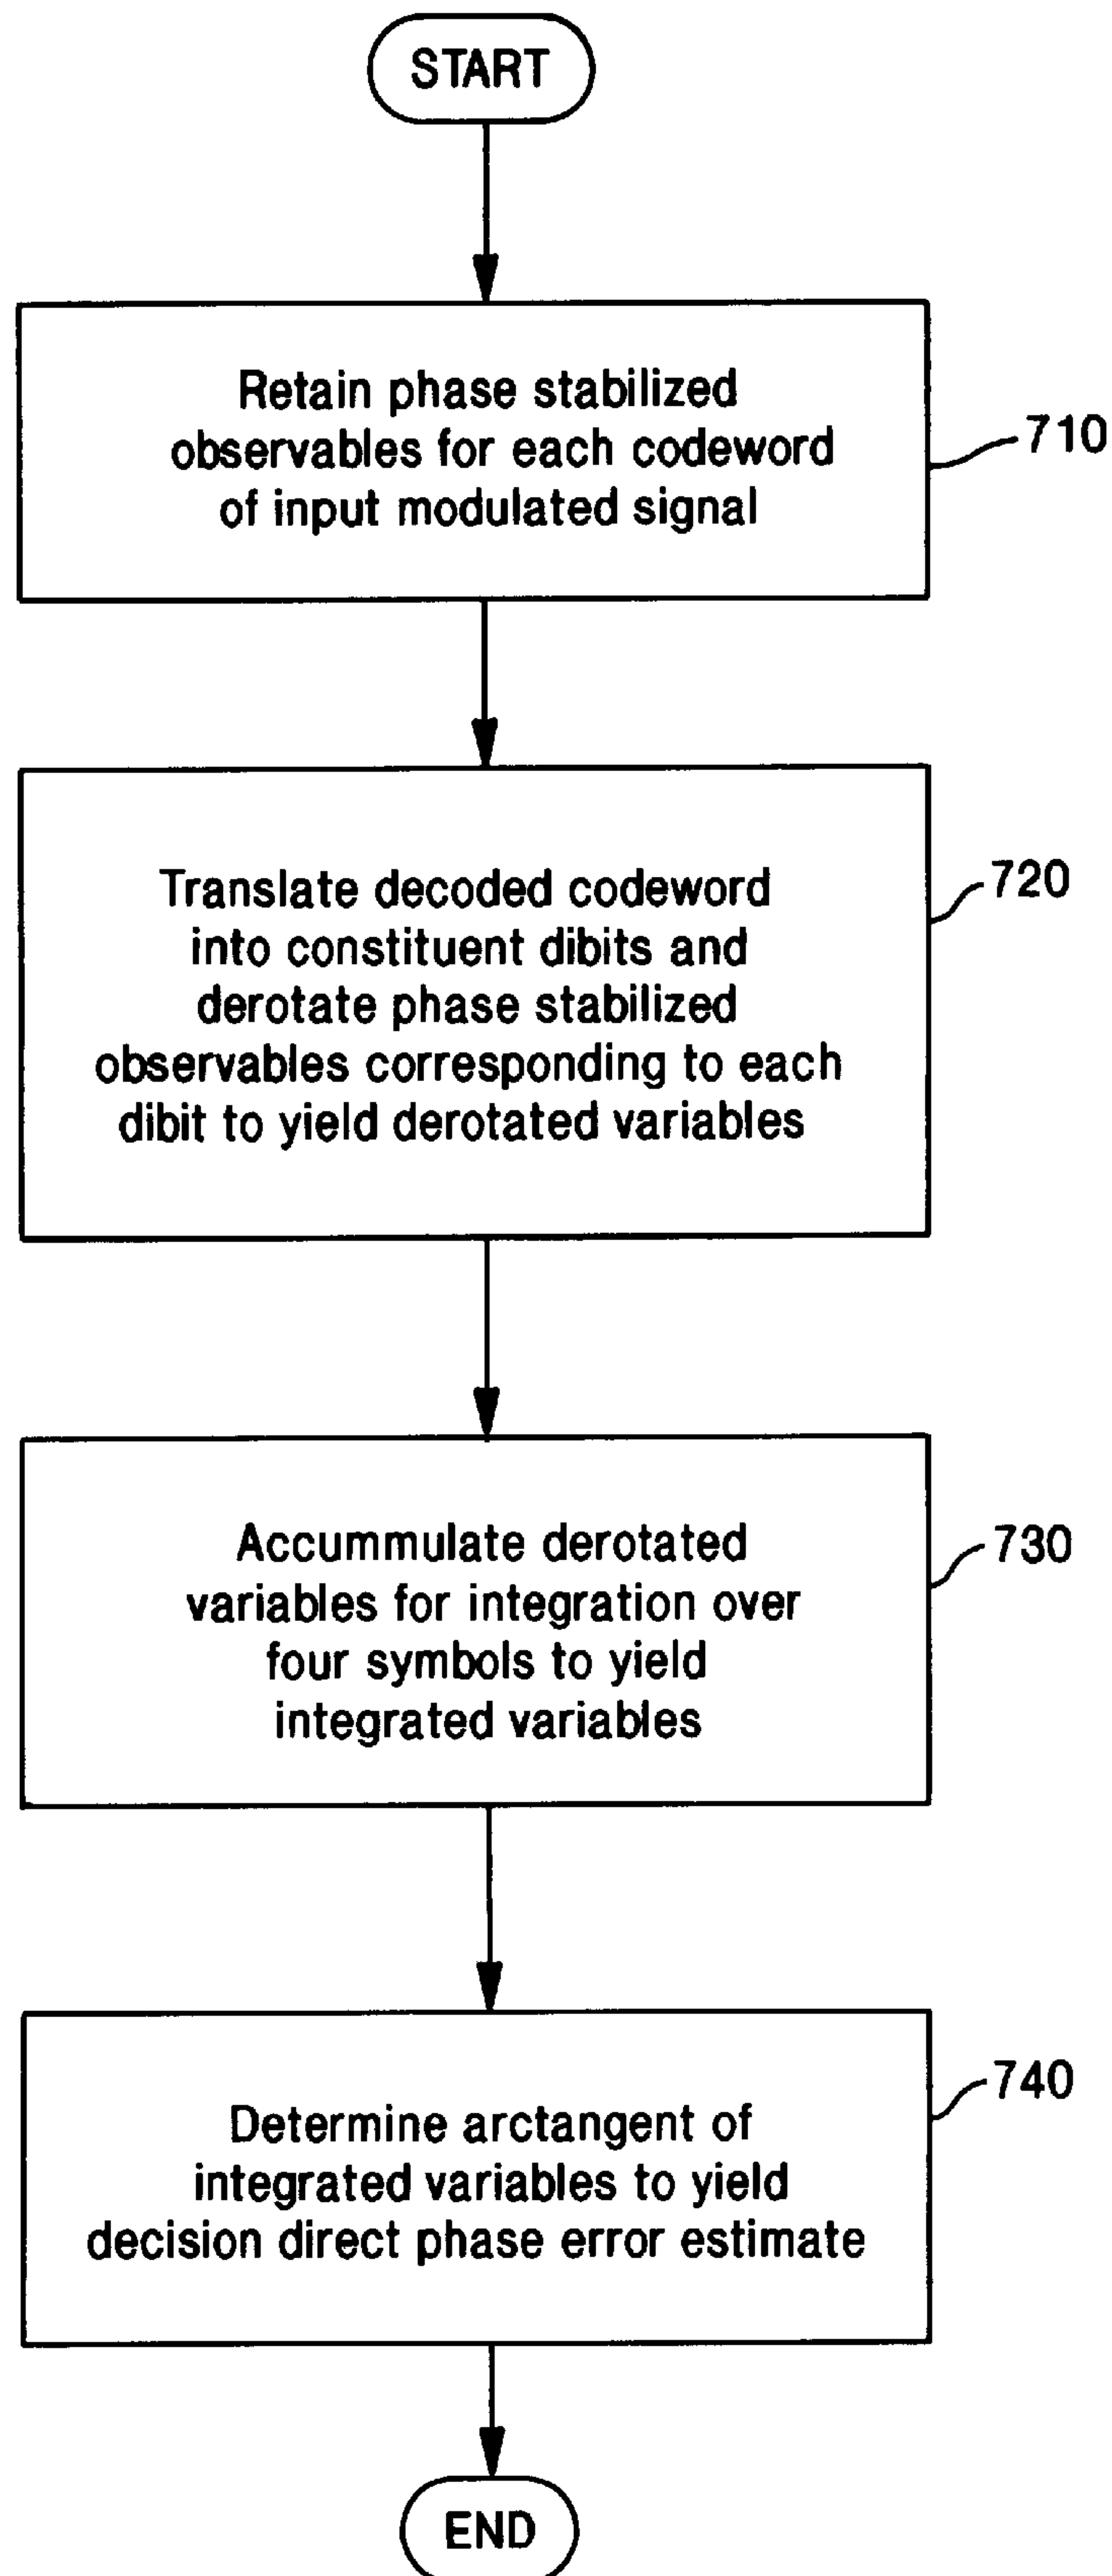 START
Retain phase stabilized
observables for each codeword
of input modulated signal
710
Translate decoded codeword
into constituent dibits and
derotate phase stabilized
observables corresponding to each
dibit to yield derotated variables
720
Accummulate derotated
variables for integration over
four symbols to yield
integrated variables
730
Determine arctangent of
integrated variables to yield
decision direct phase error estimate
740
END